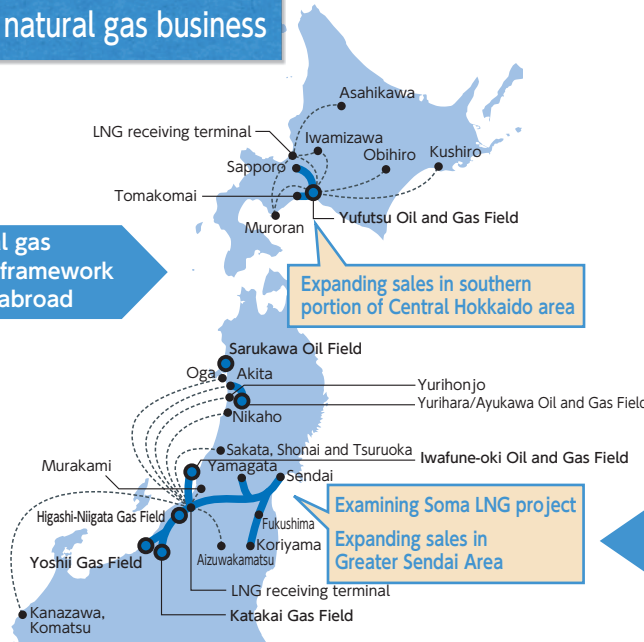 natural gas business
Asahikawa
LNG receiving terminal
Iwamizawa
Sapporo
Obihiro
Kushiro
Tomakomai
Muroran
Yufutsu Oil and Gas Field
gas
framework
abroad
Expanding sales in southern
portion of Central Hokkaido area
Sarukawa Oil Field
Oga
Akita
Yurihonjo
Yurihara/Ayukawa Oil and Gas Field
Nikaho
Sakata, Shonai and Tsuruoka
Murakami
Yamagata
Iwafune-oki Oil and Gas Field
Sendai
Higashi-Niigata Gas Field
Fukushima
Examining Soma LNG project
Expanding sales in
Greater Sendai Area
Yoshii Gas Field
Aizuwakamatsu
Koriyama
LNG receiving terminal
Katakai Gas Field
Kanazawa,
Komatsu